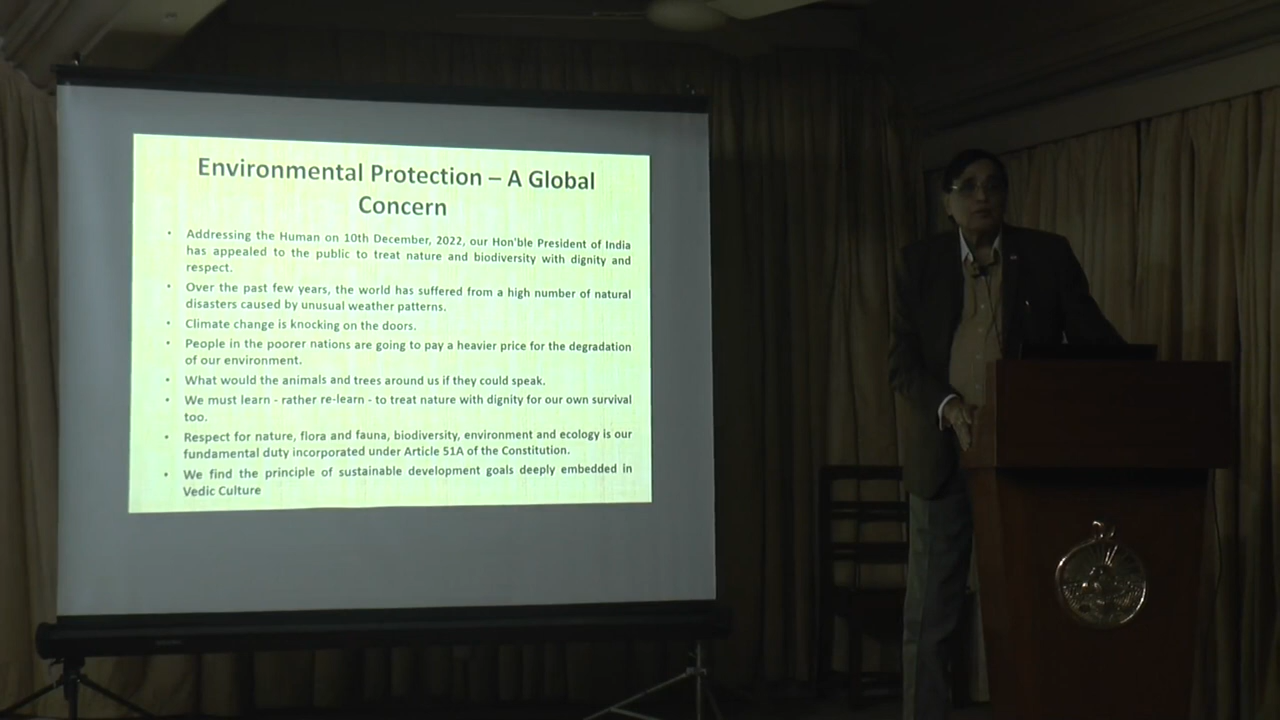 Environmental Protection – A Global
Concern
• Addressing the Human on 10th December, 2022, our Hon'ble President of India
has appealed to the public to treat nature and biodiversity with dignity and
respect.
• Over the past few years, the world has suffered from a high number of natural
disasters caused by unusual weather patterns.
• Climate change is knocking on the doors.
• People in the poorer nations are going to pay a heavier price for the degradation
of our environment.
• What would the animals and trees around us if they could speak.
• We must learn - rather re-learn - to treat nature with dignity for our own survival
too.
• Respect for nature, flora and fauna, biodiversity, environment and ecology is our
fundamental duty incorporated under Article 51A of the Constitution.
• We find the principle of sustainable development goals deeply embedded in
Vedic Culture